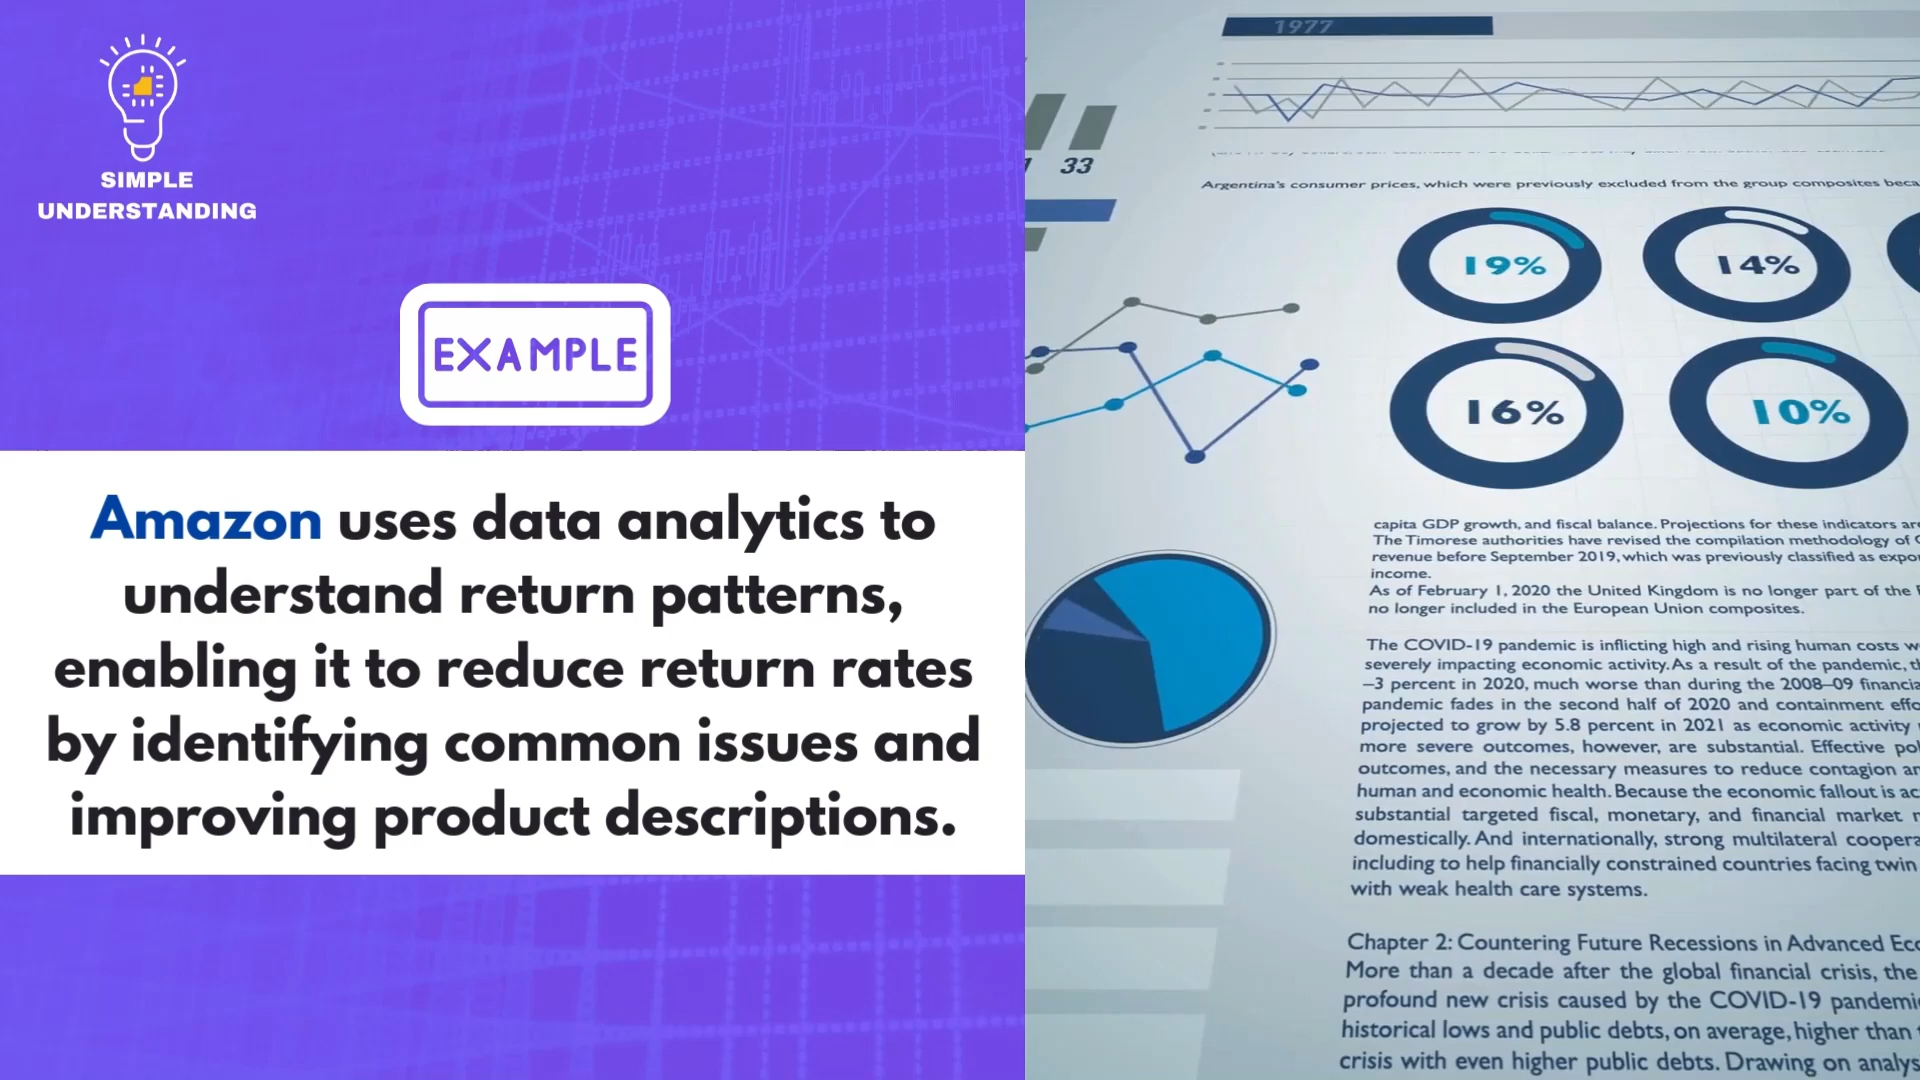 SIMPLE
UNDERSTANDING
EXAMPLE
Amazon uses data analytics to
understand return patterns,
enabling it to reduce return rates
by identifying common issues and
improving product descriptions.
1977
33
Argentina's consumer prices, which were previously excluded from the group composites
19%
14%
16%
10%
capita GDP growth, and fiscal balance. Projections for these indicators
The Timorese authorities have revised the compilation methodology of
revenue before September 2019, which was previously classified as
income.
As of February 1, 2020 the United Kingdom is no longer part of the
no longer included in the European Union composites.
The COVID-19 pandemic is inflicting high and rising human costs
severely impacting economic activity. As a result of the pandemic,
–3 percent in 2020, much worse than during the 2008–09
pandemic fades in the second half of 2020 and containment
projected to grow by 5.8 percent in 2021 as economic activity
more severe outcomes, however, are substantial. Effective
outcomes, and the necessary measures to reduce contagion
human and economic health. Because the economic fallout is
substantial targeted fiscal, monetary, and financial market
domestically. And internationally, strong multilateral
including to help financially constrained countries facing twin
with weak health care systems.
Chapter 2: Countering Future Recessions in Advanced
More than a decade after the global financial crisis, the
profound new crisis caused by the COVID-19
historical lows and public debts, on average, higher than
crisis with even higher public debts. Drawing on